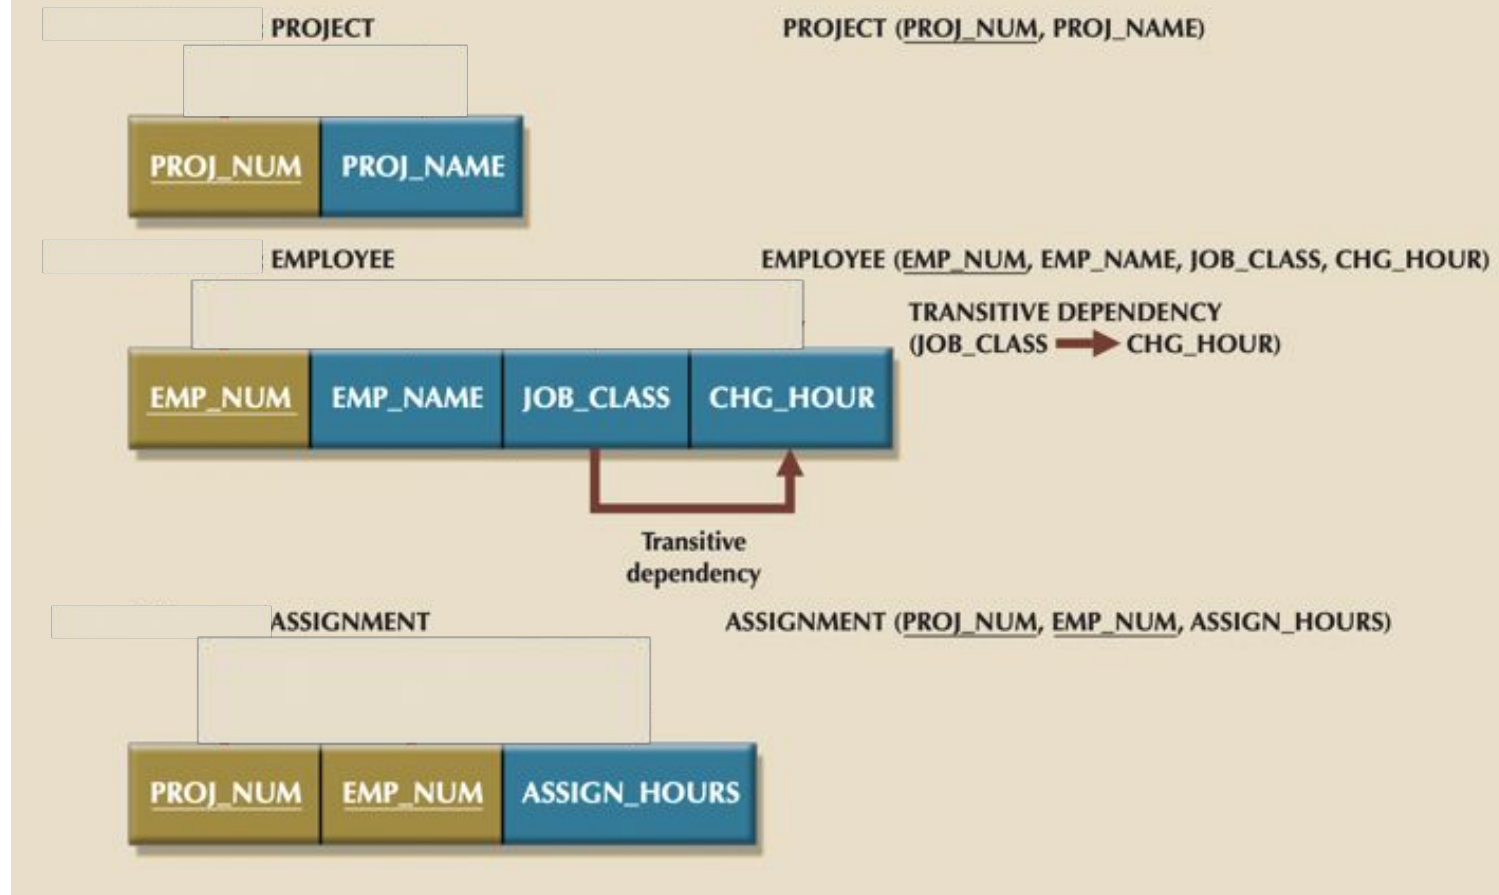 PROJECT
PROJECT (PROJ_NUM, PROJ_NAME)
PROJ_NUM
PROJ_NAME
EMPLOYEE
EMPLOYEE (EMP_NUM, EMP_NAME, JOB_CLASS, CHG_HOUR)
TRANSITIVE DEPENDENCY
(JOB_CLASS CHG_HOUR)
EMP_NUM
EMP_NAME
JOB_CLASS
CHG_HOUR
Transitive
dependency
ASSIGNMENT
ASSIGNMENT (PROJ_NUM, EMP_NUM, ASSIGN_HOURS)
PROJ_NUM
EMP_NUM
ASSIGN_HOURS